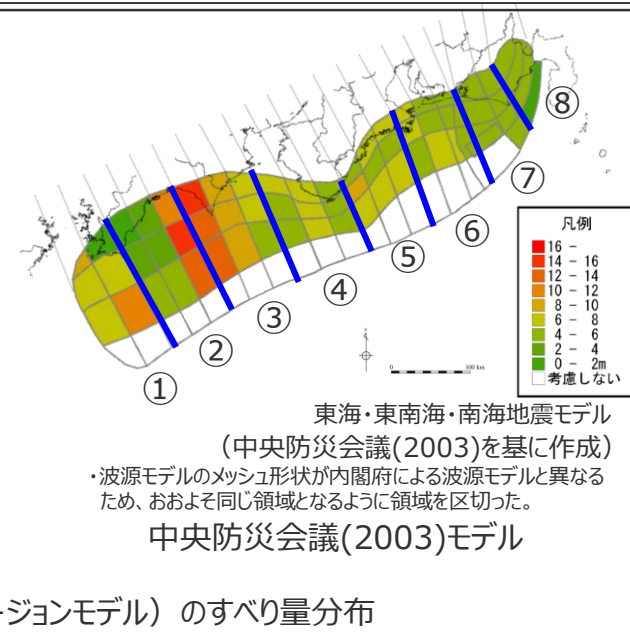 ⑧
⑦
⑥
⑤
④
③
②
①
凡例
16 -
14 - 16
12 - 14
10 - 12
8 - 10
6 - 8
4 - 6
2 - 4
0 - 2m
考慮しない
0 100 km
東海・東南海・南海地震モデル
（中央防災会議(2003)を基に作成）
・波源モデルのメッシュ形状が内閣府による波源モデルと異なる
ため、おおよそ同じ領域となるように領域を区切った。
中央防災会議(2003)モデル
ージョンモデル）のすべり量分布